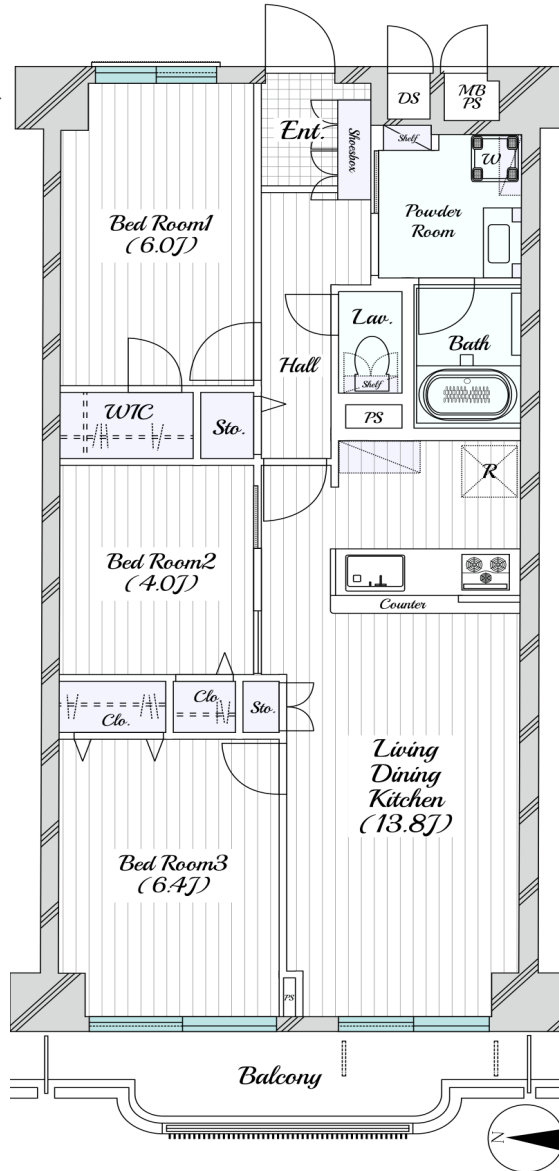 DS
MB
PS
Ent.
Shoesbox
Shelf
W
Bed Room1
(6.0J)
Powder
Room
Lav.
Bath
Hall
Shelf
WIC
Sto.
PS
R
Bed Room2
(4.0J)
Counter
Clo.
Clo.
Sto.
Living
Dining
Kitchen
(13.8J)
Bed Room3
(6.4J)
PS
Balcony
N